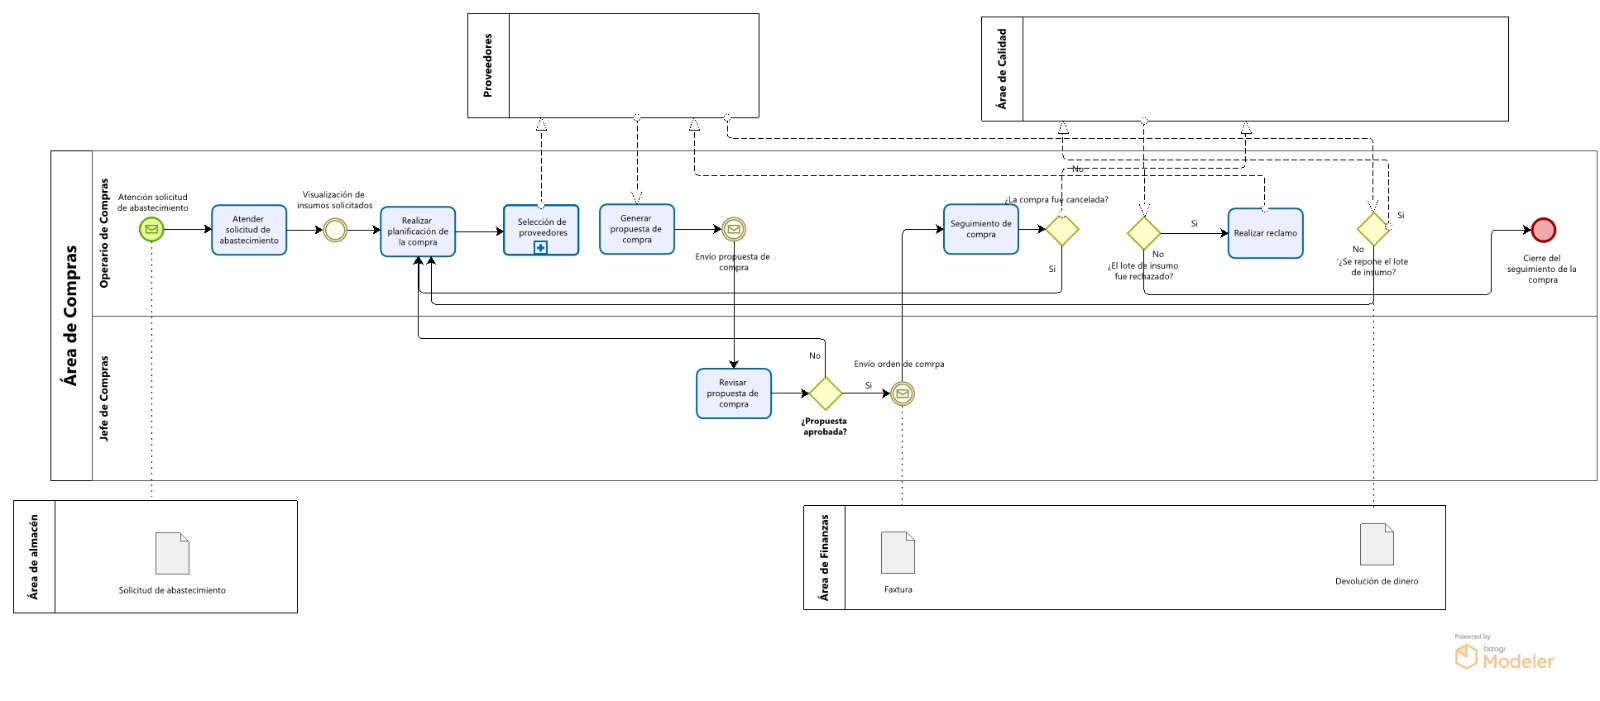 Proveedores
Árae de Calidad
Área de Compras
Operario de Compras
Atención solicitud
de abastecimiento
Atender
solicitud de
abastecimiento
Visualización de
insumos solicitados
Realizar
planificación de
la compra
Selección de
proveedores
Generar
propuesta de
compra
Envío propuesta de
compra
Seguimiento de
compra
¿La compra fue cancelada?
No
Si
¿El lote de insumo
fue rechazado?
No
Si
Realizar reclamo
Si
No
¿Se repone el lote
de insumo?
Cierre del
seguimiento de la
compra
Jefe de Compras
Revisar
propuesta de
compra
No
Si
¿Propuesta
aprobada?
Envío orden de comrpa
Área de almacén
Solicitud de abastecimiento
Área de Finanzas
Faxtura
Devolución de dinero
Powered by
bizagi
Modeler